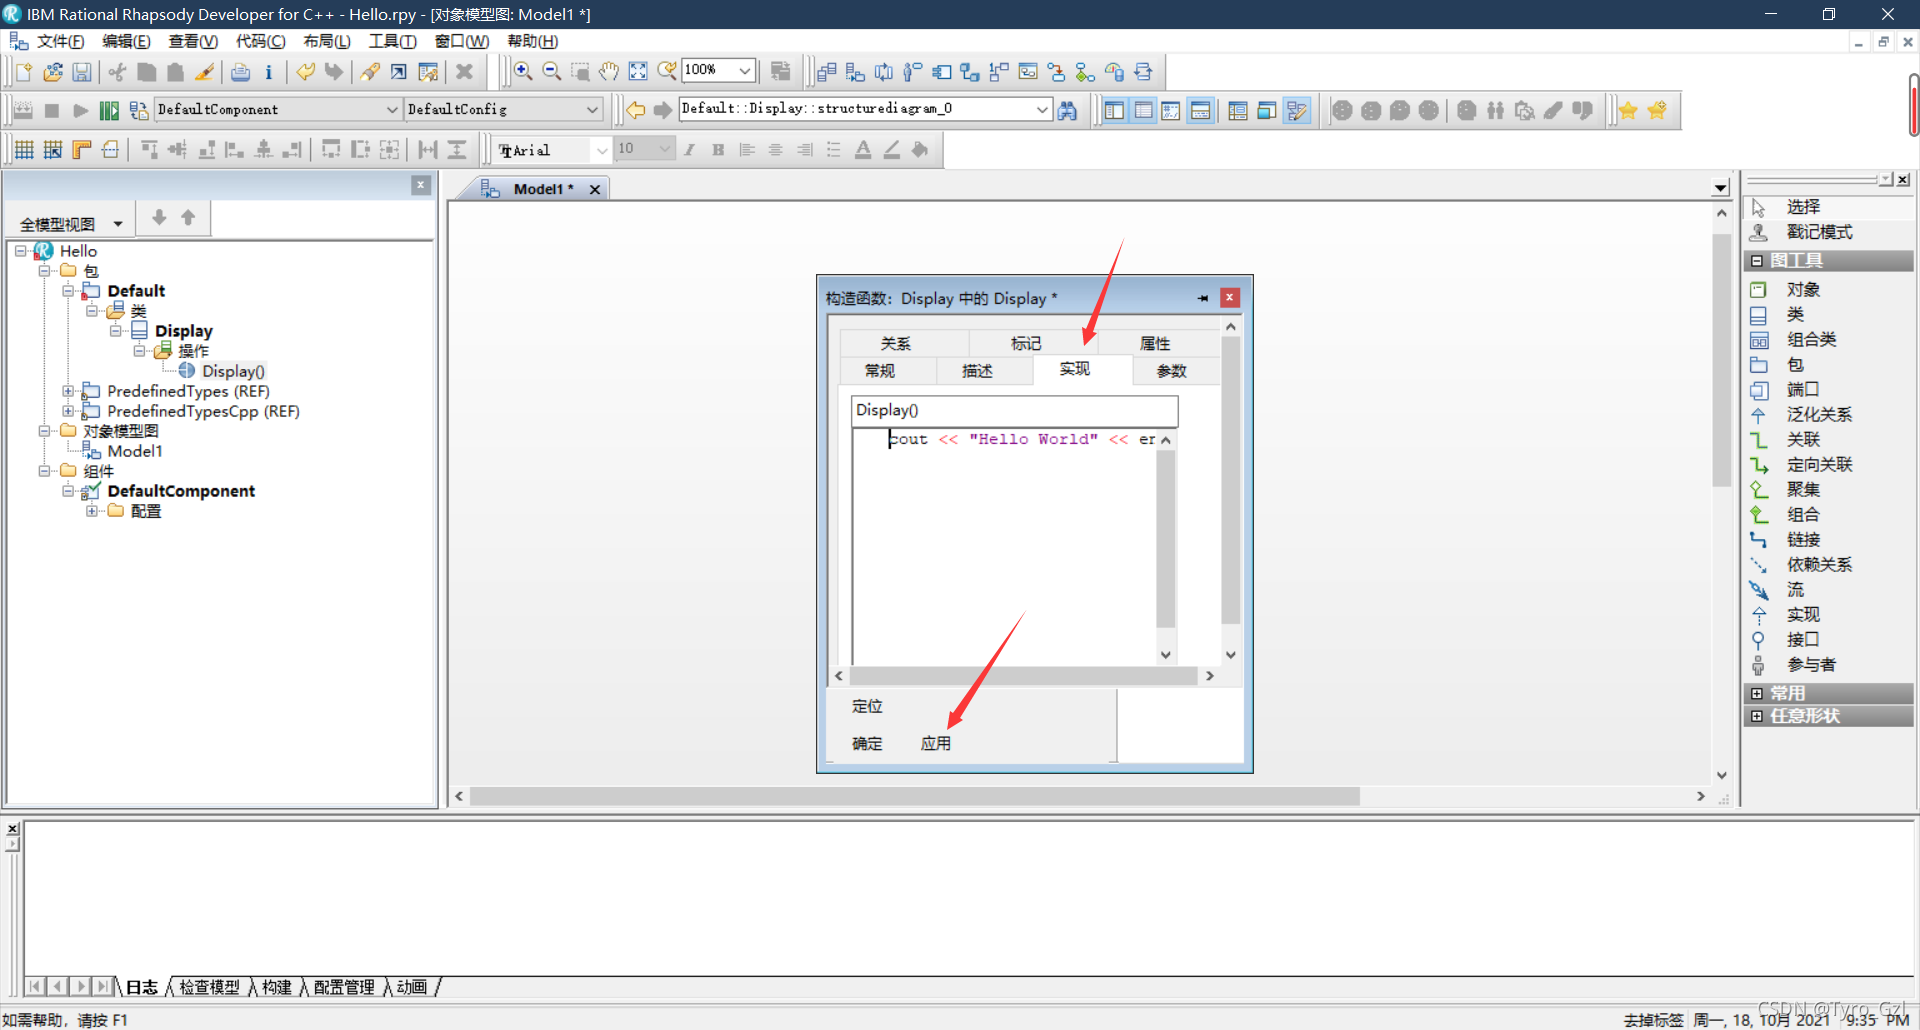 IBM Rational Rhapsody Developer for C++ - Hello.rpy - [对象模型图: Model1 *]
文件(F) 编辑(E) 查看(V) 代码(C) 布局(L) 工具(T) 窗口(W) 帮助(H)
100%
DefaultComponent DefaultConfig Default::Display::structurediagram_0
Arial 10
Model1 *
全模型视图
Hello
包
Default
类
Display
操作
Display()
PredefinedTypes (REF)
PredefinedTypesCpp (REF)
对象模型图
Model1
组件
DefaultComponent
配置
构造函数: Display 中的 Display *
关系 标记 属性
常规 描述 实现 参数
Display()
cout << "Hello World" << er
定位
确定 应用
选择
戳记模式
图工具
对象
类
组合类
包
端口
泛化关系
关联
定向关联
聚集
组合
链接
依赖关系
流
实现
接口
参与者
常用
任意形状
日志 检查模型 构建 配置管理 动画
如需帮助, 请按 F1
去掉标签 周一, 18, 10月 2021 9:35 PM
CSDN @Tyro_Gzl